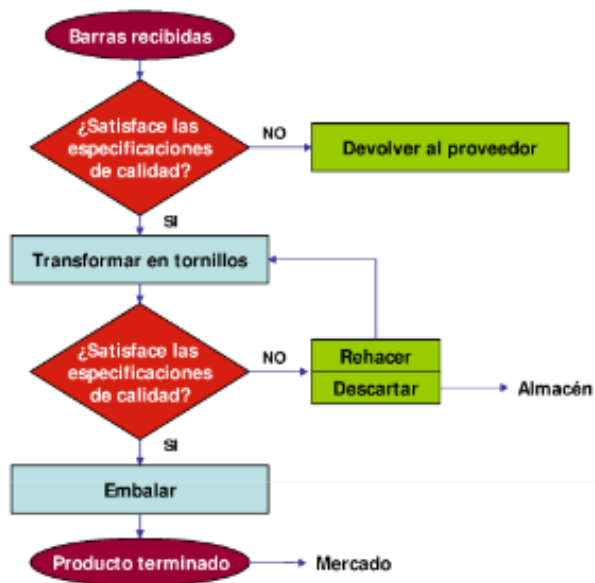 Barras recibidas
¿Satisface las
especificaciones
de calidad?
NO
Devolver al proveedor
SI
Transformar en tornillos
¿Satisface las
especificaciones
de calidad?
NO
Rehacer
Descartar
Almacén
SI
Embalar
Producto terminado
Mercado